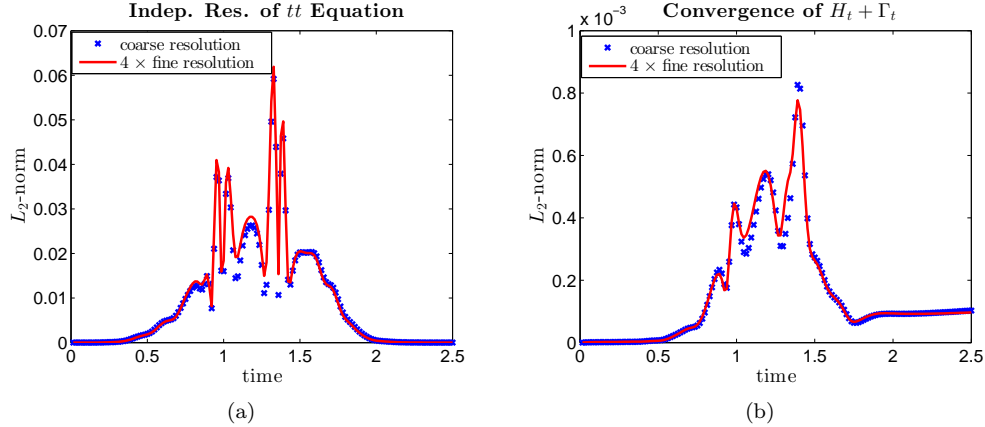 Indep. Res. of tt Equation
0.07
0.06
0.05
0.04
0.03
0.02
0.01
0
L₂-norm
× coarse resolution
4 × fine resolution
0 0.5 1 1.5 2 2.5
time
(a)
Convergence of Hₜ + Γₜ
× 10⁻³
1
0.8
0.6
0.4
0.2
0
L₂-norm
× coarse resolution
4 × fine resolution
0 0.5 1 1.5 2 2.5
time
(b)